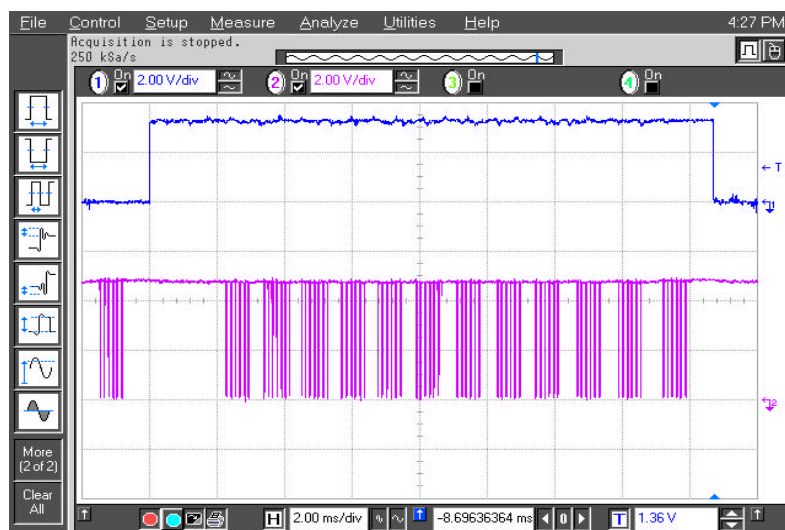 File Control Setup Measure Analyze Utilities Help 4:27 PM
Acquisition is stopped.
250 kSa/s
1 On 2.00 V/div 2 On 2.00 V/div 3 On 4 On
T
1
2
More
(2 of 2)
Clear
All
H 2.00 ms/div -8.69636364 ms 0 T 1.36 V